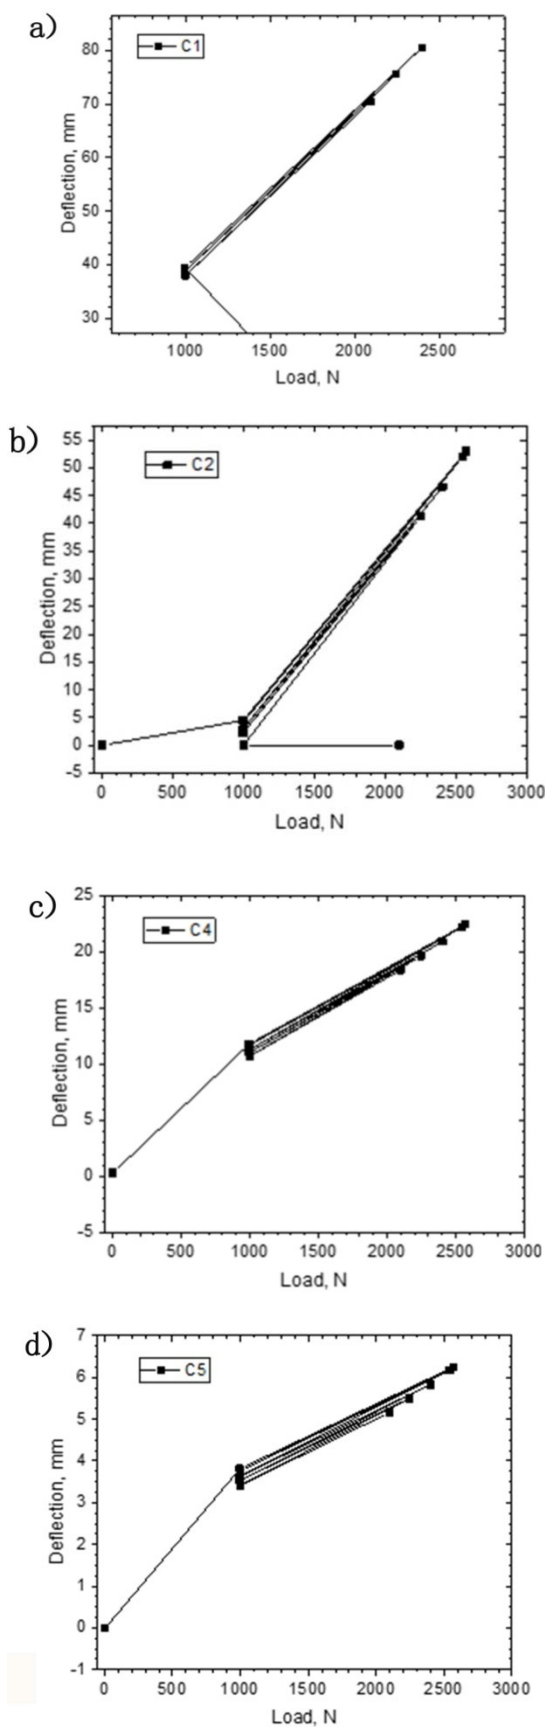 a)
C1
80
70
60
50
40
30
Deflection, mm
1000 1500 2000 2500
Load, N
b)
C2
55
50
45
40
35
30
25
20
15
10
5
0
-5
Deflection, mm
0 500 1000 1500 2000 2500 3000
Load, N
c)
C4
25
20
15
10
5
0
-5
Deflection, mm
0 500 1000 1500 2000 2500 3000
Load, N
d)
C5
7
6
5
4
3
2
1
0
-1
Deflection, mm
0 500 1000 1500 2000 2500 3000
Load, N